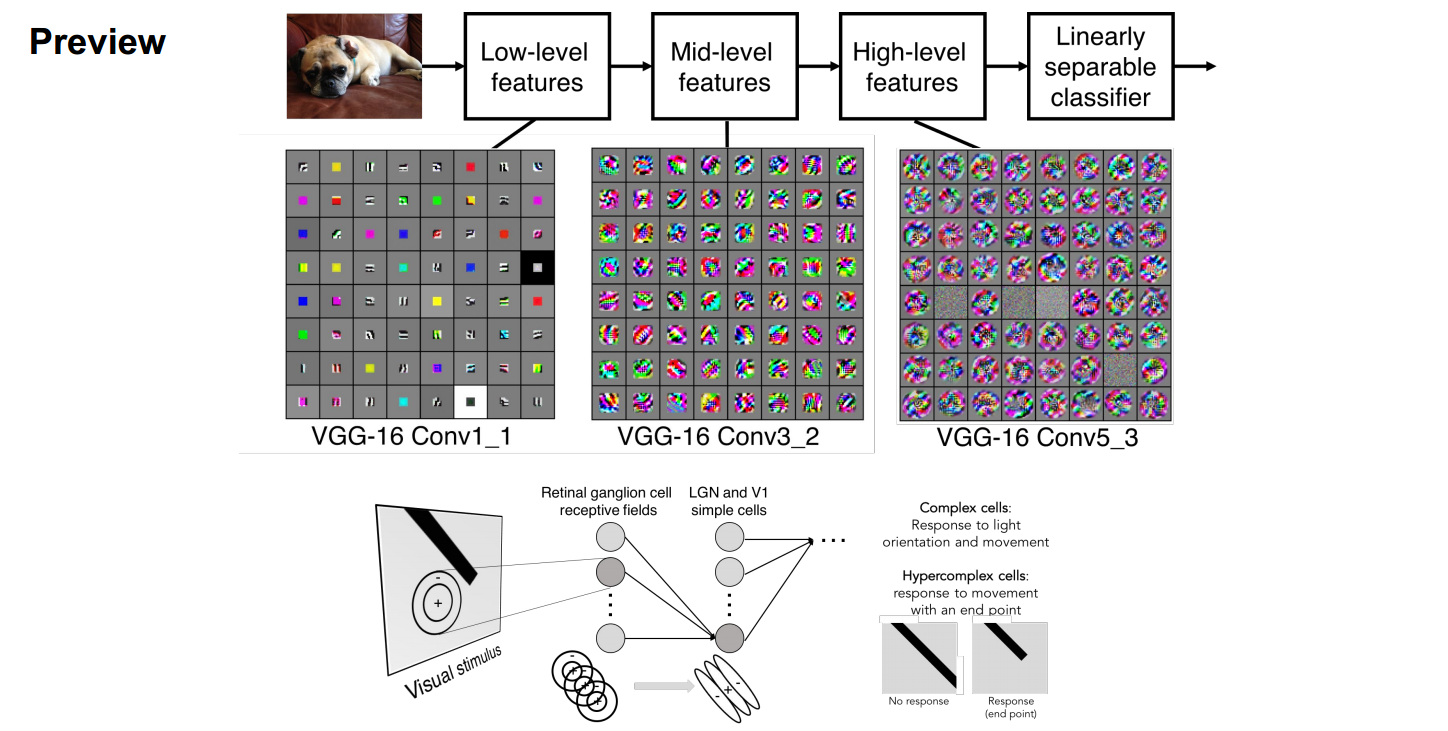 Preview
Low-level
features
Mid-level
features
High-level
features
Linearly
separable
classifier
VGG-16 Conv1_1
VGG-16 Conv3_2
VGG-16 Conv5_3
Retinal ganglion cell
receptive fields
LGN and V1
simple cells
Complex cells:
Response to light
orientation and movement
Hypercomplex cells:
response to movement
with an end point
Visual stimulus
No response
Response
(end point)